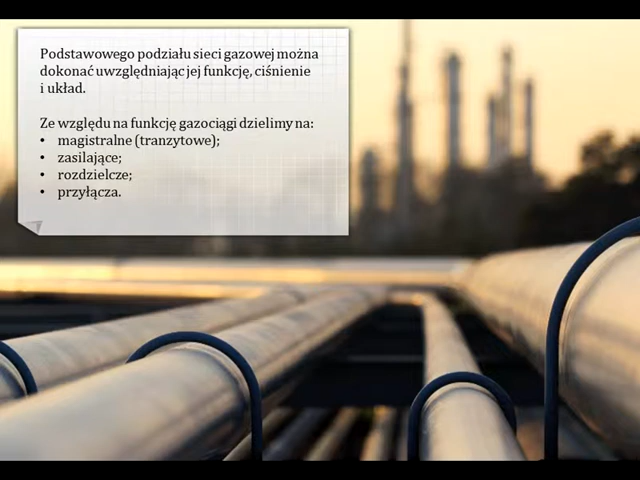 Podstawowego podziału sieci gazowej można
dokonać uwzględniając jej funkcję, ciśnienie
i układ.
Ze względu na funkcję gazociągi dzielimy na:
• magistralne (tranzytowe);
• zasilające;
• rozdzielcze;
• przyłącza.